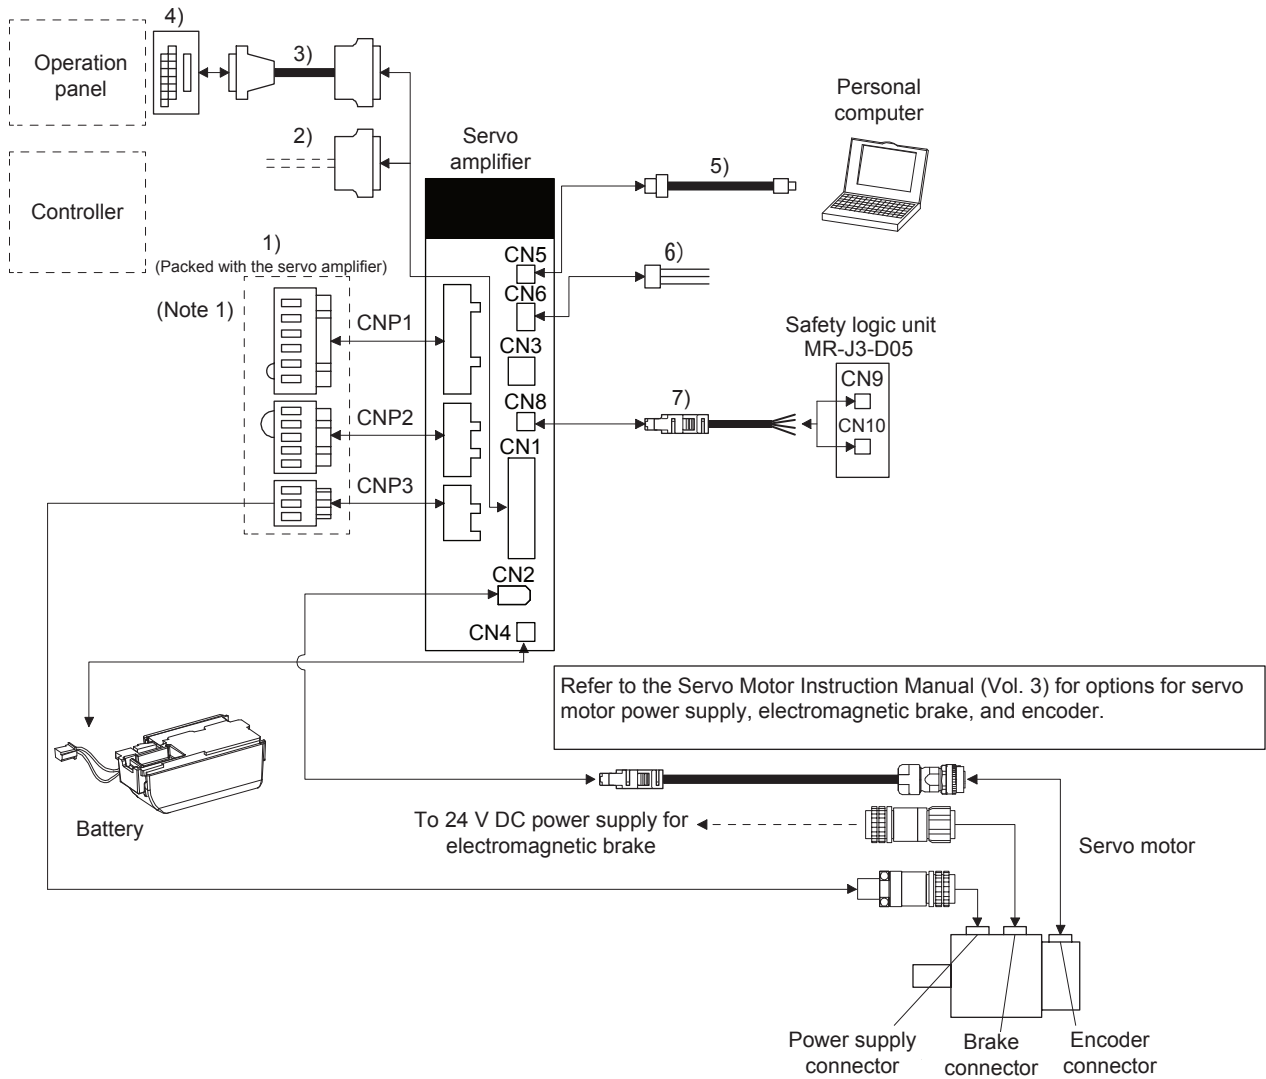 4)
Operation
panel
3)
2)
Controller
1)
(Packed with the servo amplifier)
(Note 1)
CNP1
CNP2
CNP3
Servo
amplifier
CN5
CN6
CN3
CN8
CN1
CN2
CN4
Personal
computer
5)
6)
Safety logic unit
MR-J3-D05
CN9
CN10
7)
Refer to the Servo Motor Instruction Manual (Vol. 3) for options for servo
motor power supply, electromagnetic brake, and encoder.
Battery
To 24 V DC power supply for
electromagnetic brake
Servo motor
Power supply
connector
Brake
connector
Encoder
connector